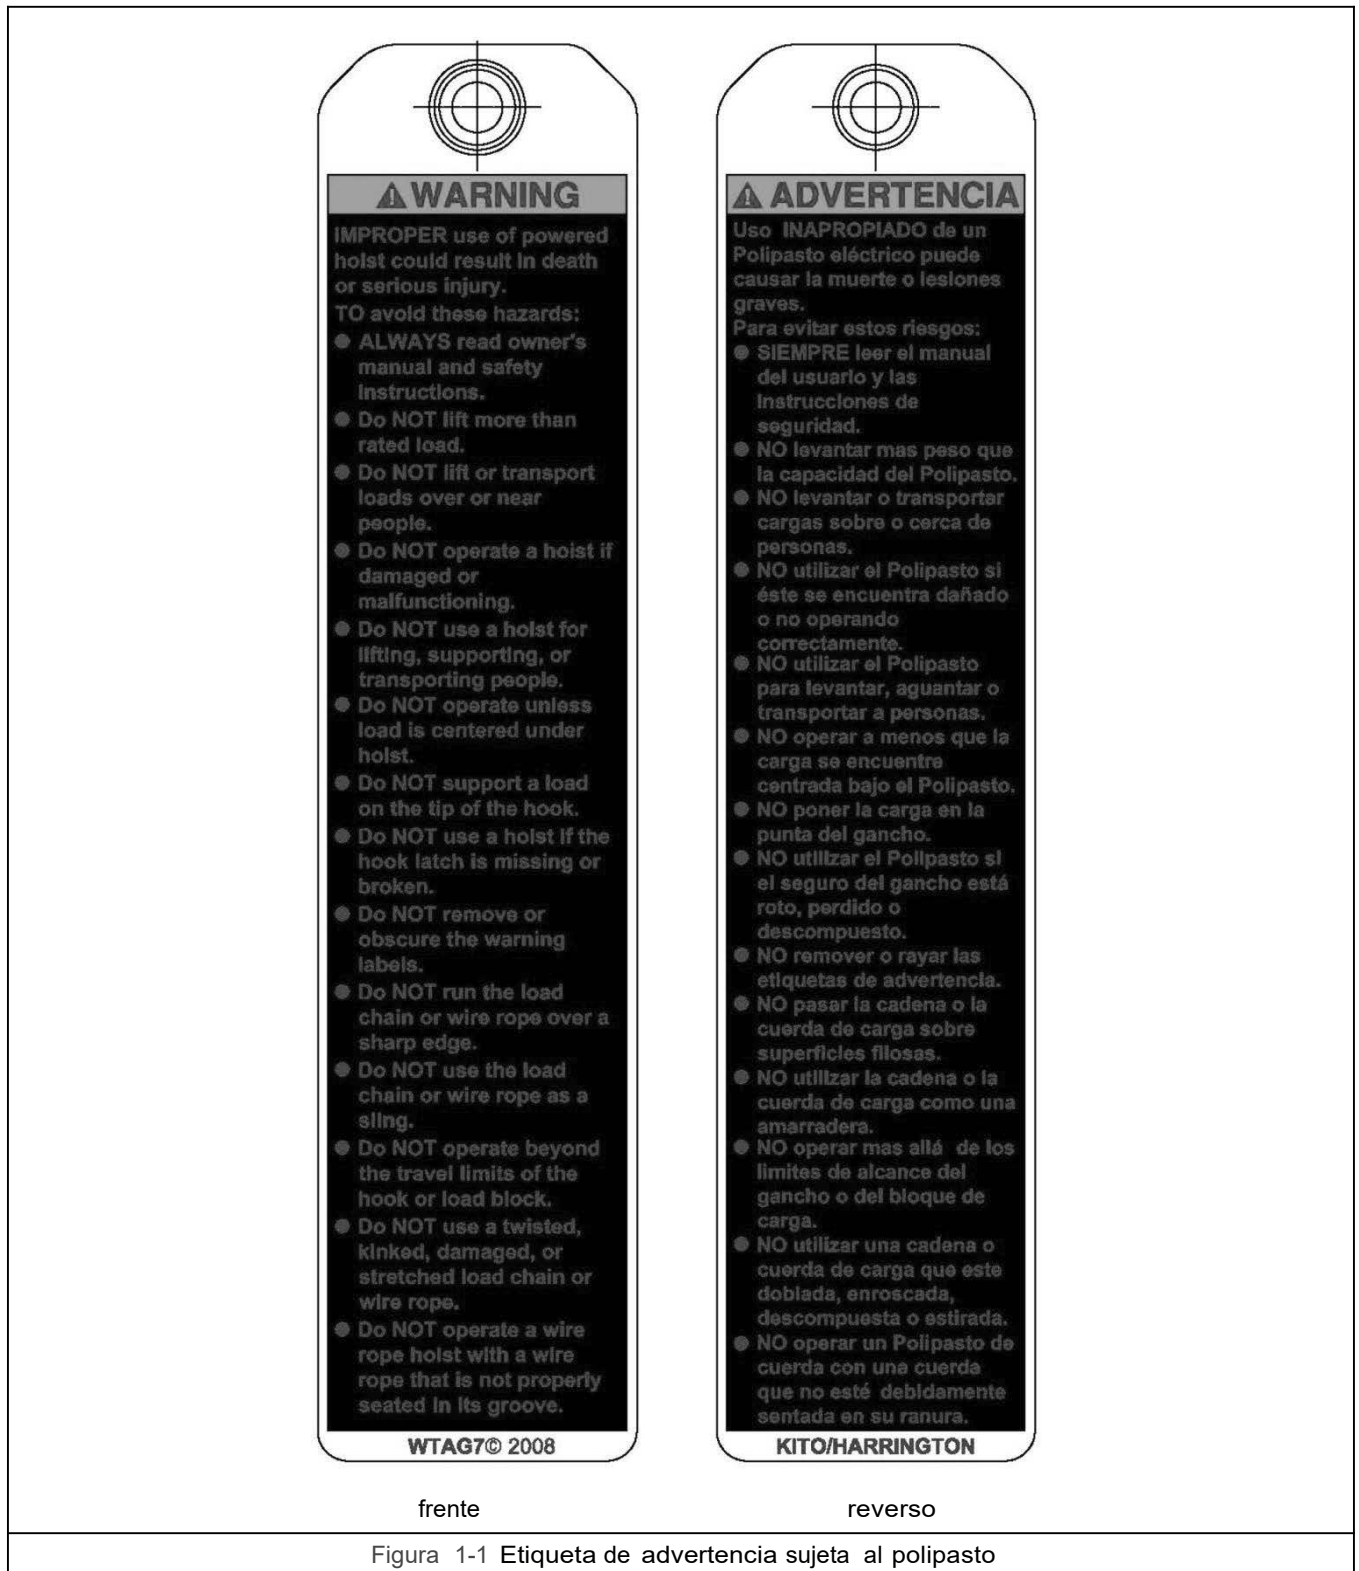 WARNING
IMPROPER use of powered
hoist could result in death
or serious injury.
TO avoid these hazards:
● ALWAYS read owner's
manual and safety
instructions.
● Do NOT lift more than
rated load.
● Do NOT lift or transport
loads over or near
people.
● Do NOT operate a hoist if
damaged or
malfunctioning.
● Do NOT use a hoist for
lifting, supporting, or
transporting people.
● Do NOT operate unless
load is centered under
hoist.
● Do NOT support a load
on the tip of the hook.
● Do NOT use a hoist if the
hook latch is missing or
broken.
● Do NOT remove or
obscure the warning
labels.
● Do NOT run the load
chain or wire rope over a
sharp edge.
● Do NOT use the load
chain or wire rope as a
sling.
● Do NOT operate beyond
the travel limits of the
hook or load block.
● Do NOT use a twisted,
kinked, damaged, or
stretched load chain or
wire rope.
● Do NOT operate a wire
rope hoist with a wire
rope that is not properly
seated in its groove.
WTAG7© 2008
frente
ADVERTENCIA
Uso INAPROPIADO de un
Polipasto eléctrico puede
causar la muerte o lesiones
graves.
Para evitar estos riesgos:
● SIEMPRE leer el manual
del usuario y las
instrucciones de
seguridad.
● NO levantar mas peso que
la capacidad del Polipasto.
● NO levantar o transportar
cargas sobre o cerca de
personas.
● NO utilizar el Polipasto si
éste se encuentra dañado
o no operando
correctamente.
● NO utilizar el Polipasto
para levantar, aguantar o
transportar a personas.
● NO operar a menos que la
carga se encuentre
centrada bajo el Polipasto.
● NO poner la carga en la
punta del gancho.
● NO utilizar el Polipasto si
el seguro del gancho está
roto, perdido o
descompuesto.
● NO remover o rayar las
etiquetas de advertencia.
● NO pasar la cadena o la
cuerda de carga sobre
superficies filosas.
● NO utilizar la cadena o la
cuerda de carga como una
amarradera.
● NO operar mas allá de los
limites de alcance del
gancho o del bloque de
carga.
● NO utilizar una cadena o
cuerda de carga que este
doblada, enroscada,
descompuesta o estirada.
● NO operar un Polipasto de
cuerda con una cuerda
que no esté debidamente
sentada en su ranura.
KITO/HARRINGTON
reverso
Figura 1-1 Etiqueta de advertencia sujeta al polipasto